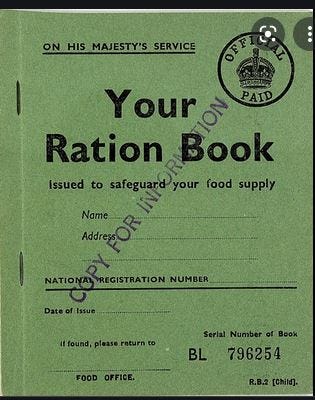 ON HIS MAJESTY'S SERVICE
OFFICIAL
PAID
Your
Ration Book
Issued to safeguard your food supply
COPY FOR INFORMATION
Name
Address
NATIONAL REGISTRATION NUMBER
Date of Issue
Serial Number of Book
If found, please return to
BL 796254
FOOD OFFICE.
R.B.2 [Child].